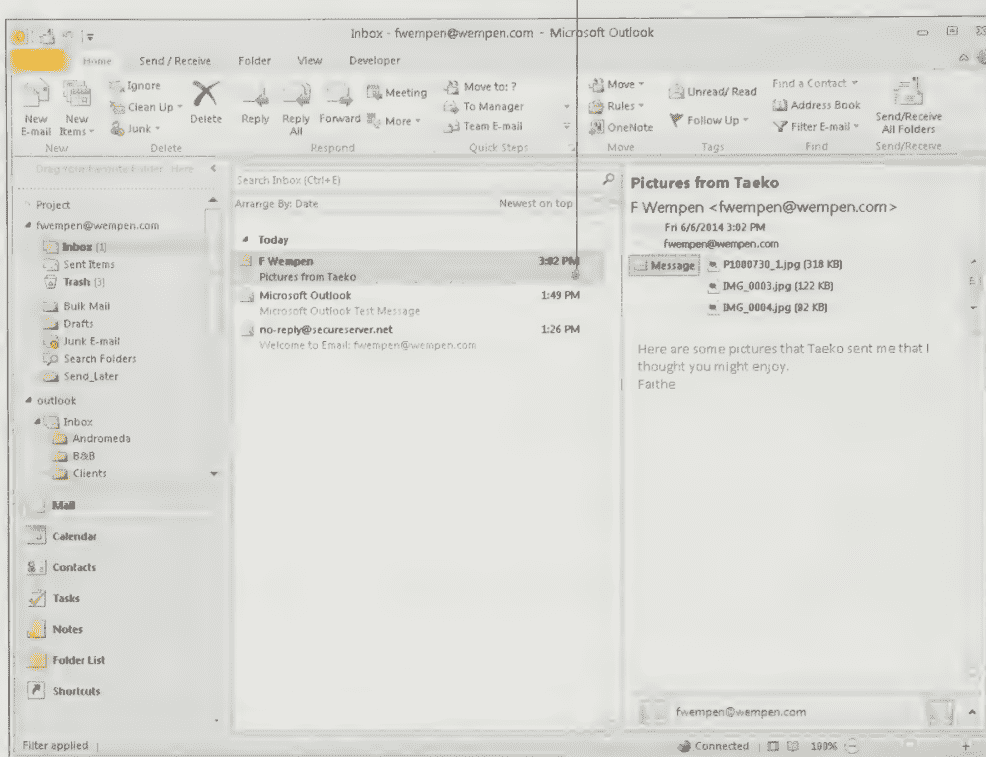 Inbox - fwempen@wempen.com - Microsoft Outlook
Home Send / Receive Folder View Developer
Ignore
Clean Up
Junk
New E-mail
New Items
Delete
Reply
Reply All
Forward
Meeting
More
Move to: ?
To Manager
Team E-mail
Move
Rules
OneNote
Unread/ Read
Follow Up
Find a Contact
Address Book
Filter E-mail
Send/Receive
All Folders
New Delete Respond Quick Steps Move Tags Find Send/Receive
Drag Your Favorite Folders Here
Project
fwempen@wempen.com
Inbox (1)
Sent Items
Trash (3)
Bulk Mail
Drafts
Junk E-mail
Search Folders
Send_Later
outlook
Inbox
Andromeda
B&B
Clients
Mail
Calendar
Contacts
Tasks
Notes
Folder List
Shortcuts
Search Inbox (Ctrl+E)
Arrange By: Date Newest on top
Today
F Wempen 3:02 PM
Pictures from Taeko
Microsoft Outlook 1:49 PM
Microsoft Outlook Test Message
no-reply@secureserver.net 1:26 PM
Welcome to Email: fwempen@wempen.com
Pictures from Taeko
F Wempen <fwempen@wempen.com>
Fri 6/6/2014 3:02 PM
fwempen@wempen.com
Message P1080730_1.jpg (318 KB)
IMG_0003.jpg (122 KB)
IMG_0004.jpg (82 KB)
Here are some pictures that Taeko sent me that I
thought you might enjoy.
Faithe
fwempen@wempen.com
Filter applied Connected 100%